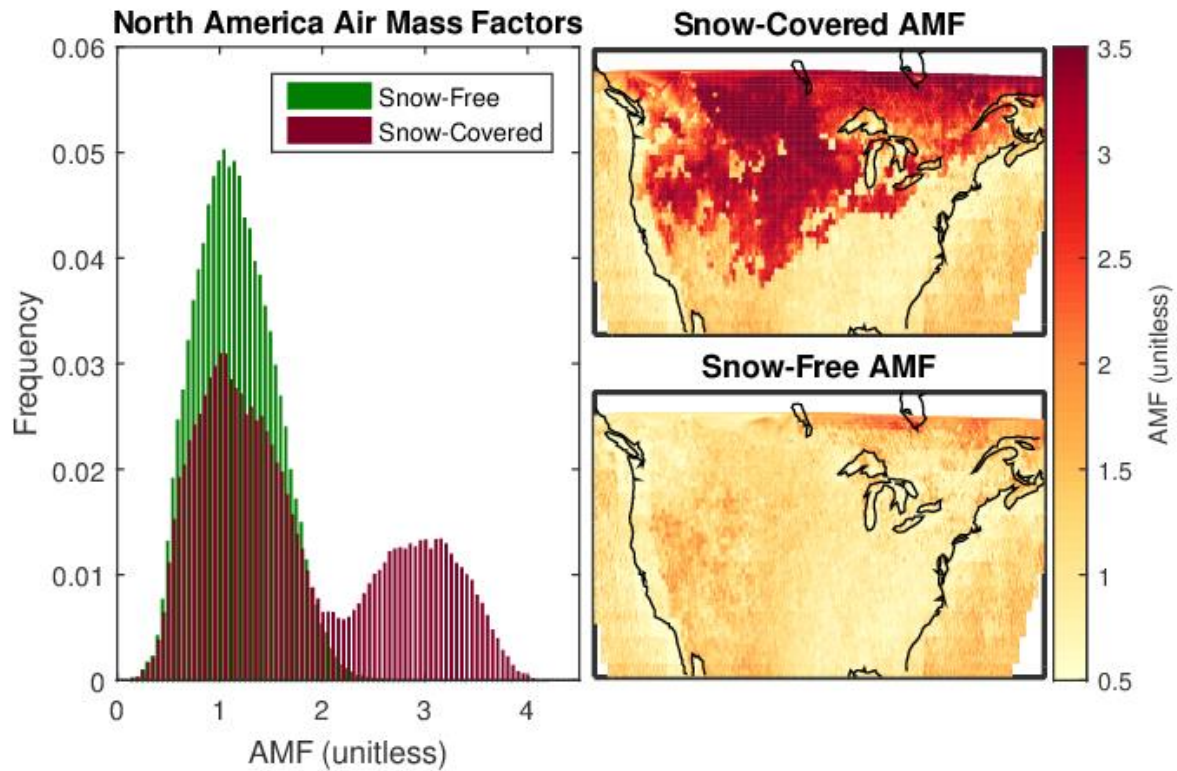 North America Air Mass Factors
0.06
0.05
0.04
0.03
0.02
0.01
0
Frequency
Snow-Free
Snow-Covered
0
1
2
3
4
AMF (unitless)
Snow-Covered AMF
Snow-Free AMF
3.5
3
2.5
2
1.5
1
0.5
AMF (unitless)